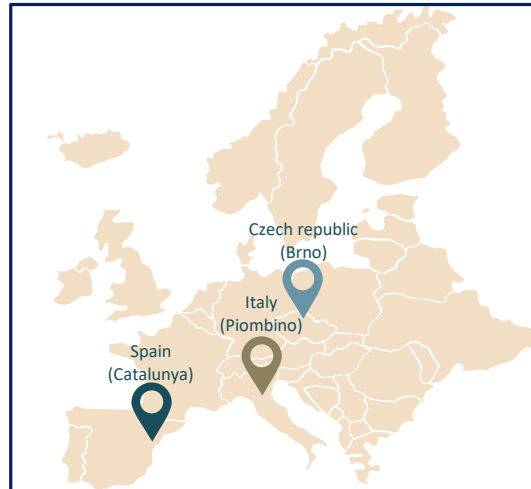 Czech republic
(Brno)
Italy
(Piombino)
Spain
(Catalunya)